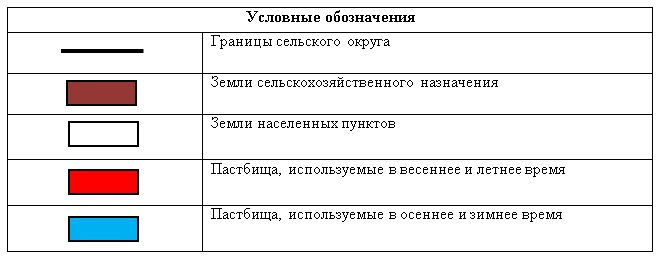 Условные обозначения
Границы сельского округа
Земли сельскохозяйственного назначения
Земли населенных пунктов
Пастбища, используемые в весеннее и летнее время
Пастбища, используемые в осеннее и зимнее время